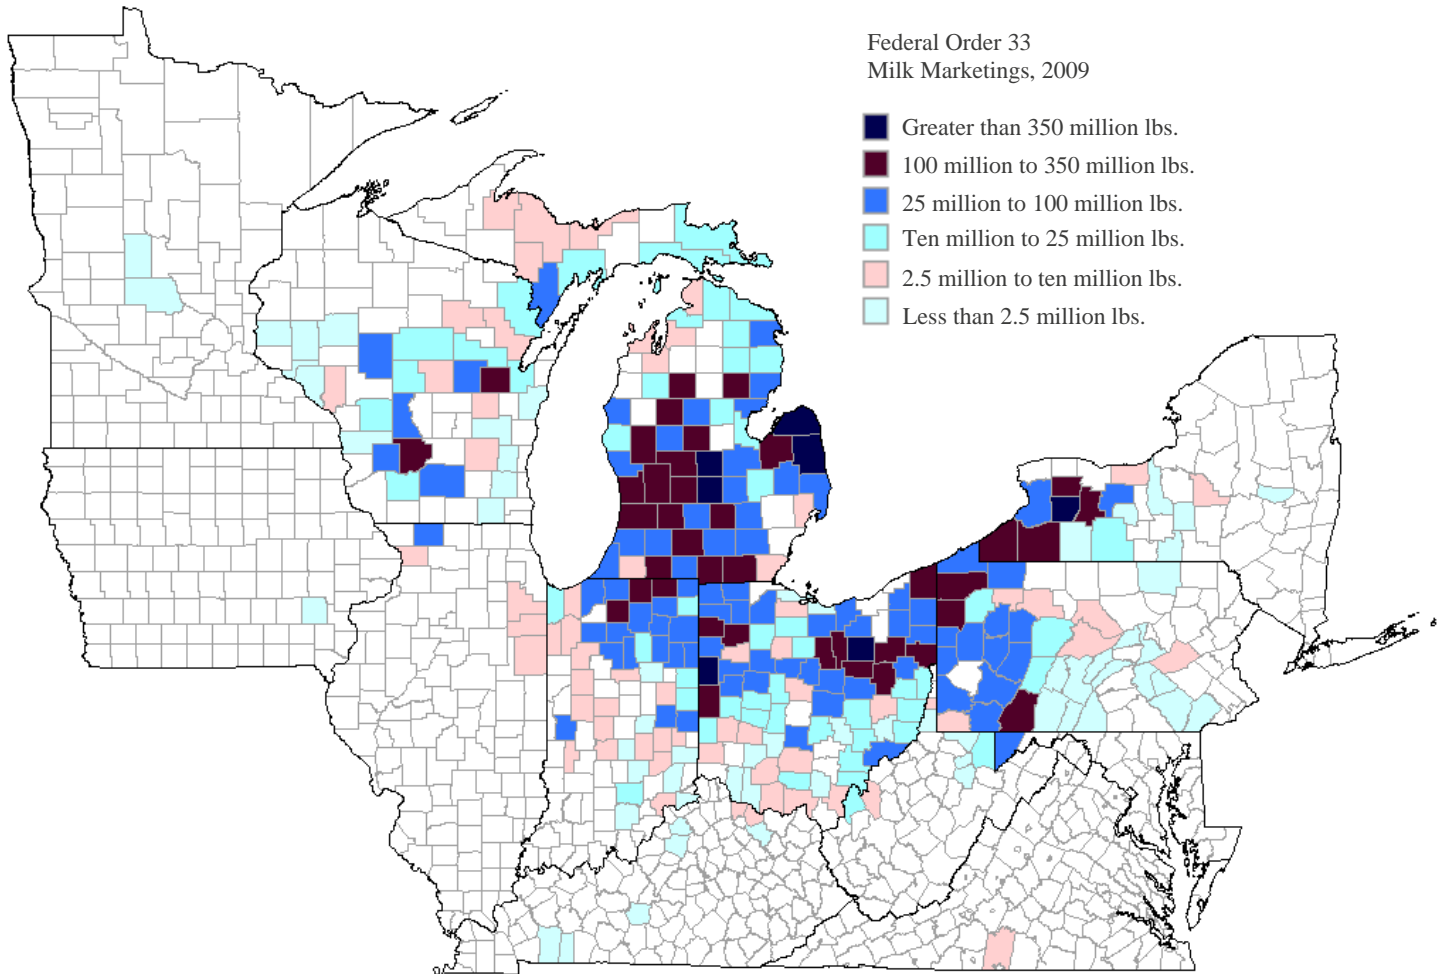 Federal Order 33
Milk Marketings, 2009
Greater than 350 million lbs.
100 million to 350 million lbs.
25 million to 100 million lbs.
Ten million to 25 million lbs.
2.5 million to ten million lbs.
Less than 2.5 million lbs.